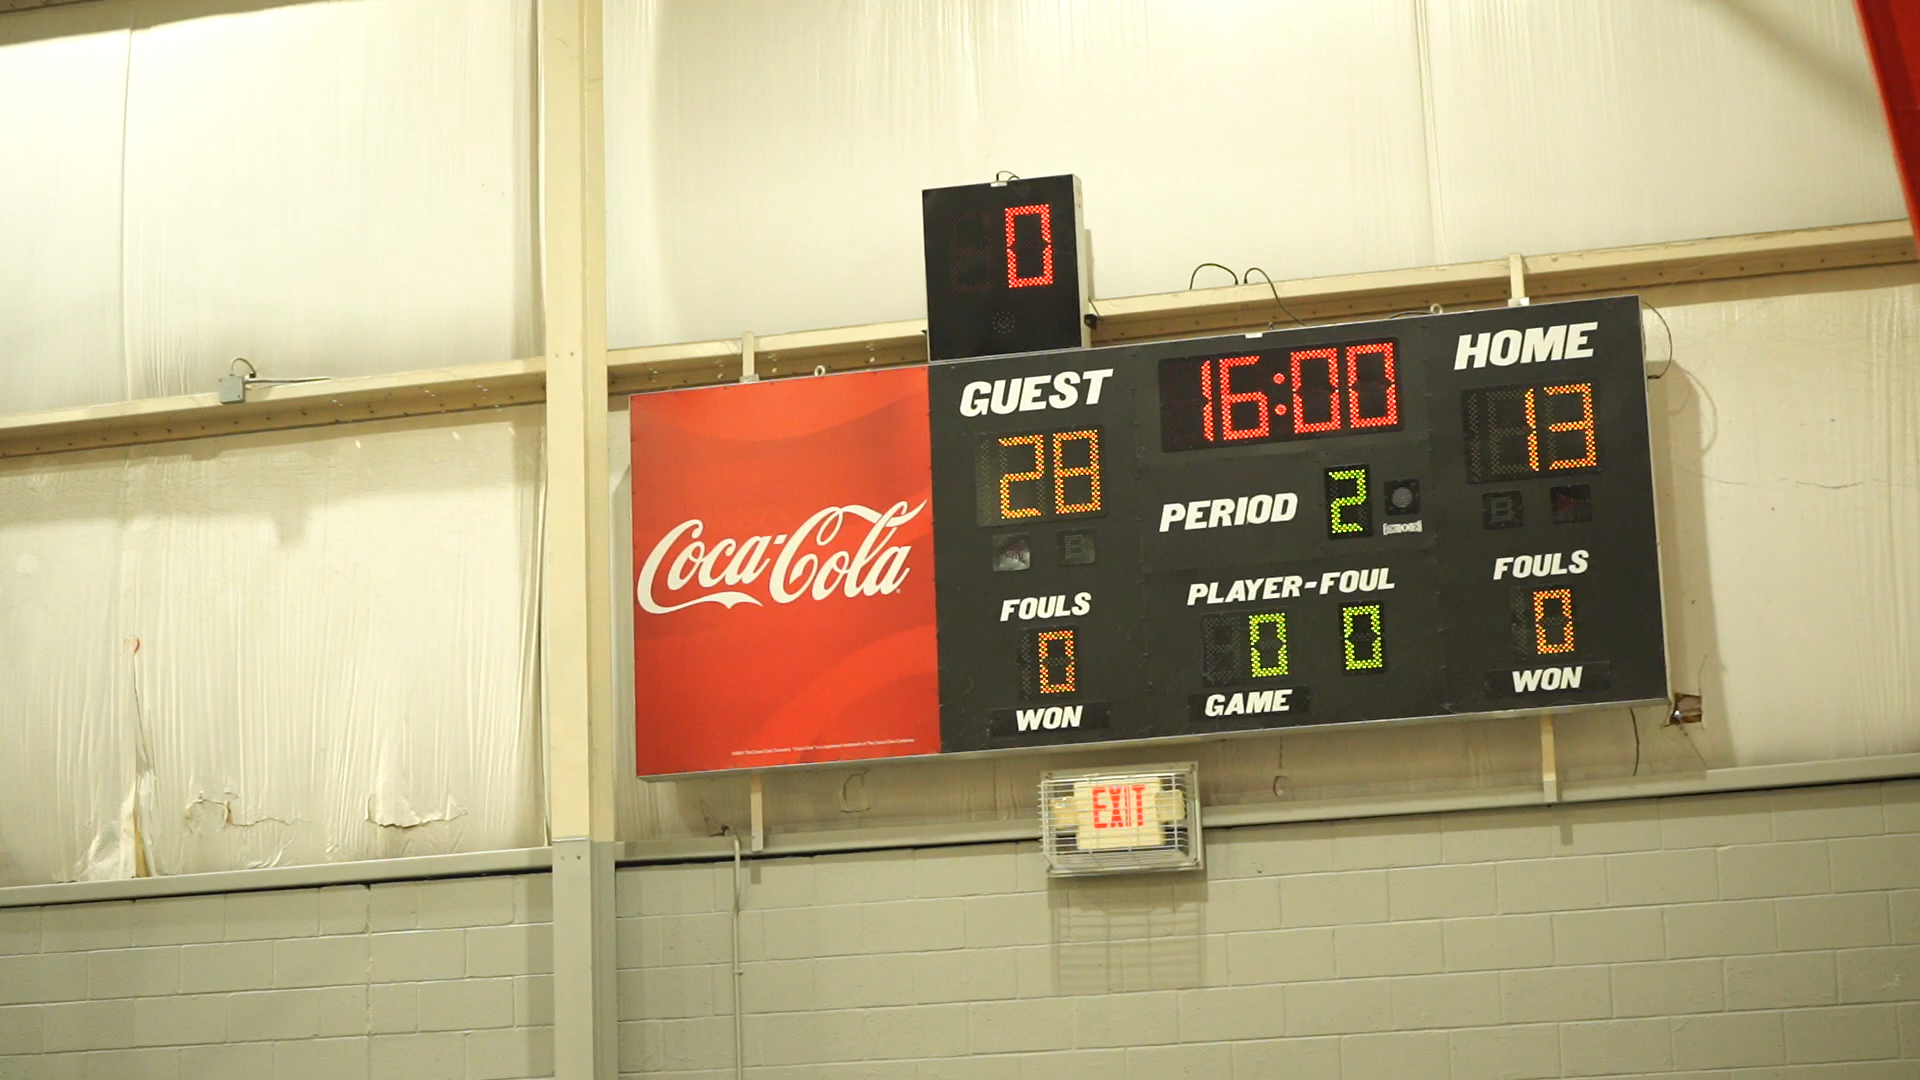 0
GUEST
16:00
HOME
28
13
PERIOD 2
B
B
Coca-Cola
FOULS
PLAYER-FOUL
FOULS
0
0
0
0
WON
GAME
WON
EXIT